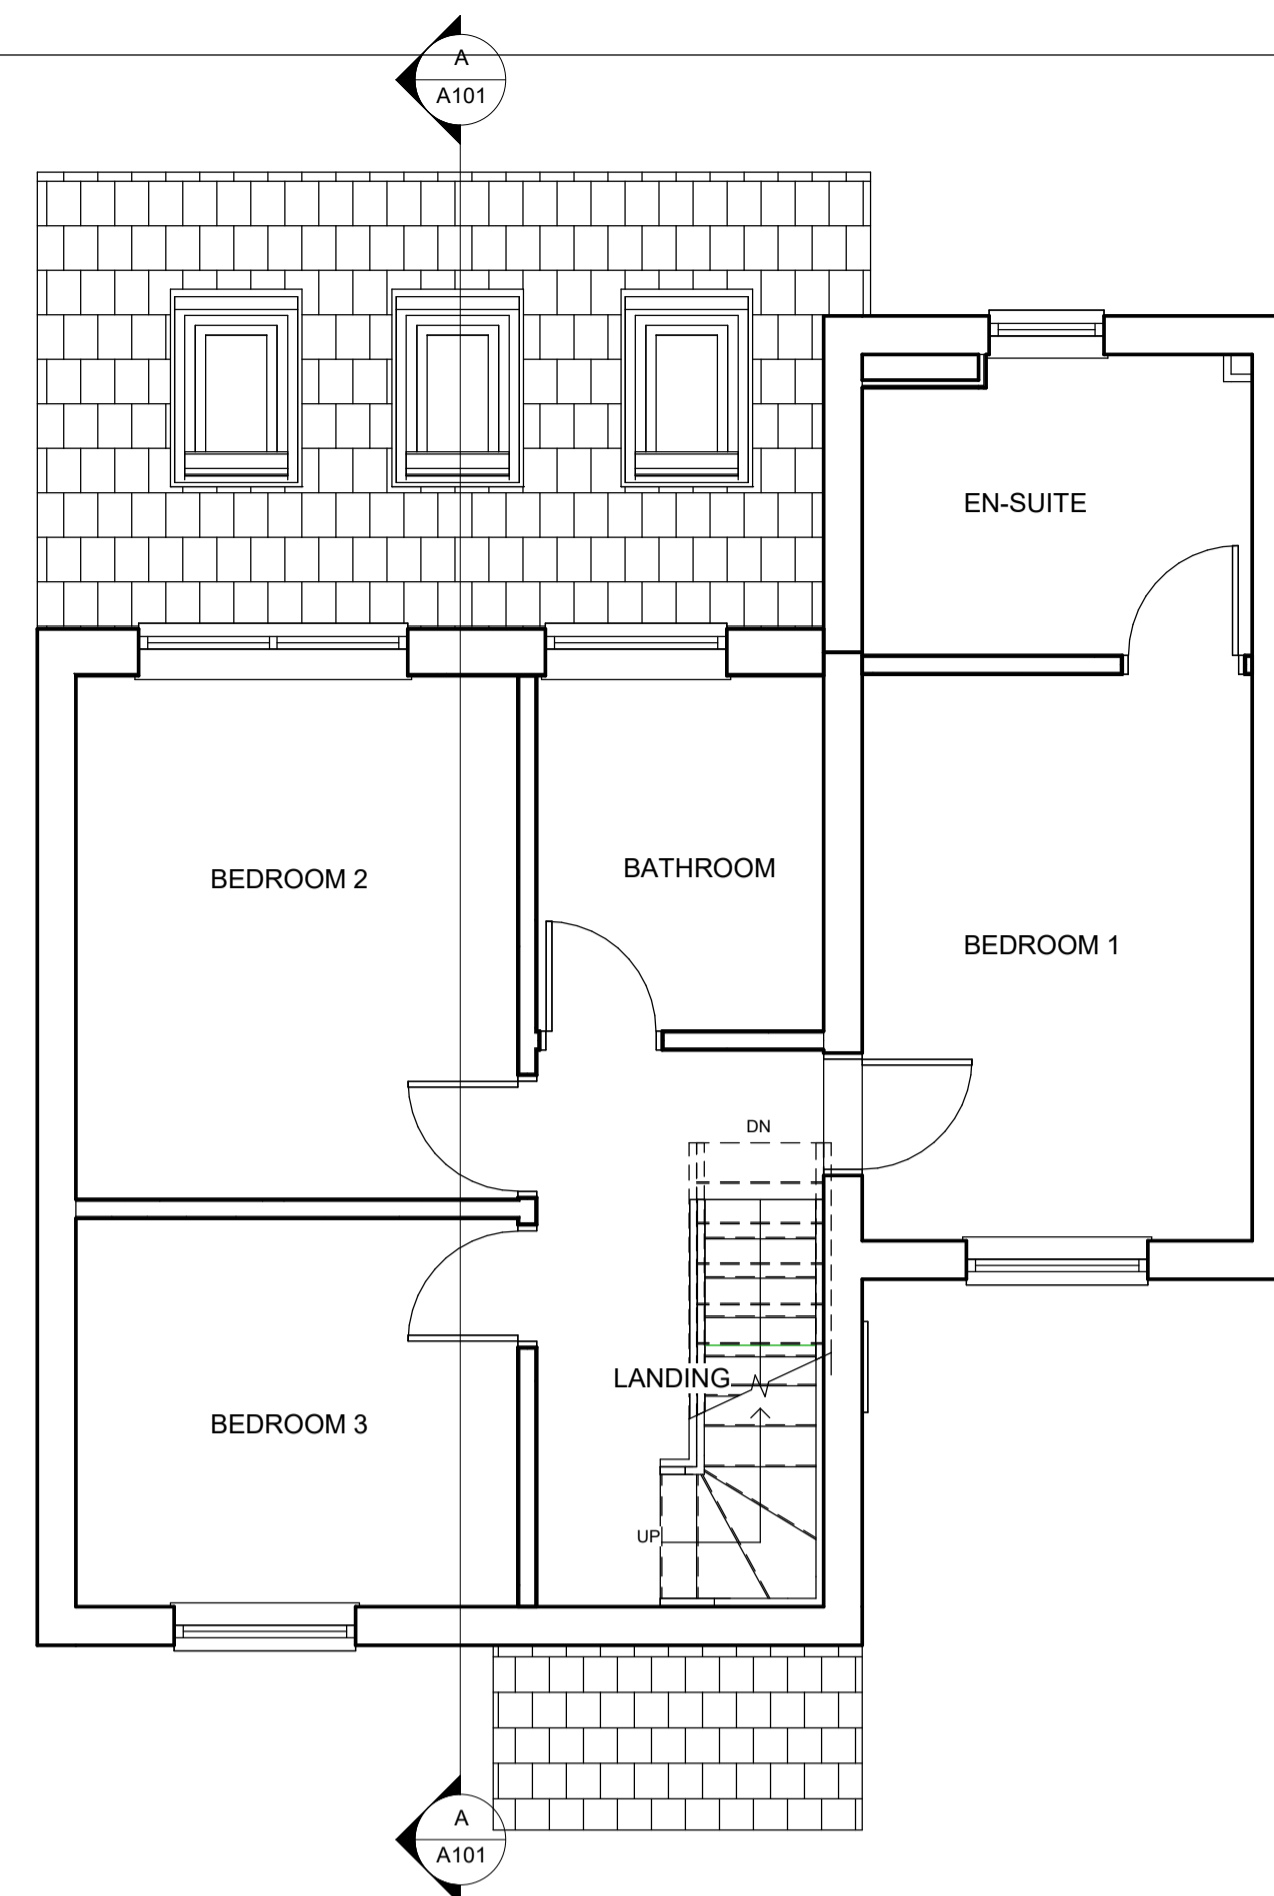 A
A101
EN-SUITE
BEDROOM 2
BATHROOM
BEDROOM 1
DN
LANDING
BEDROOM 3
UP
A
A101